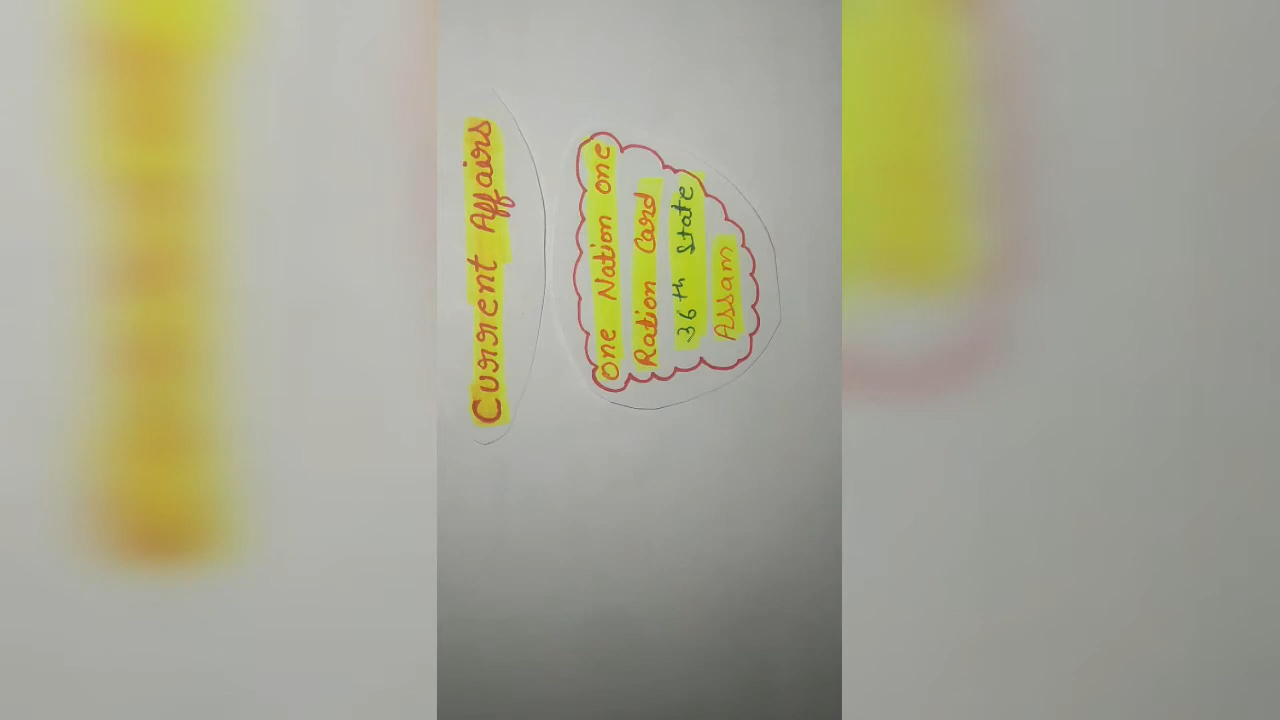 Current Affairs
One Nation one
Ration Card
36th State
Assam